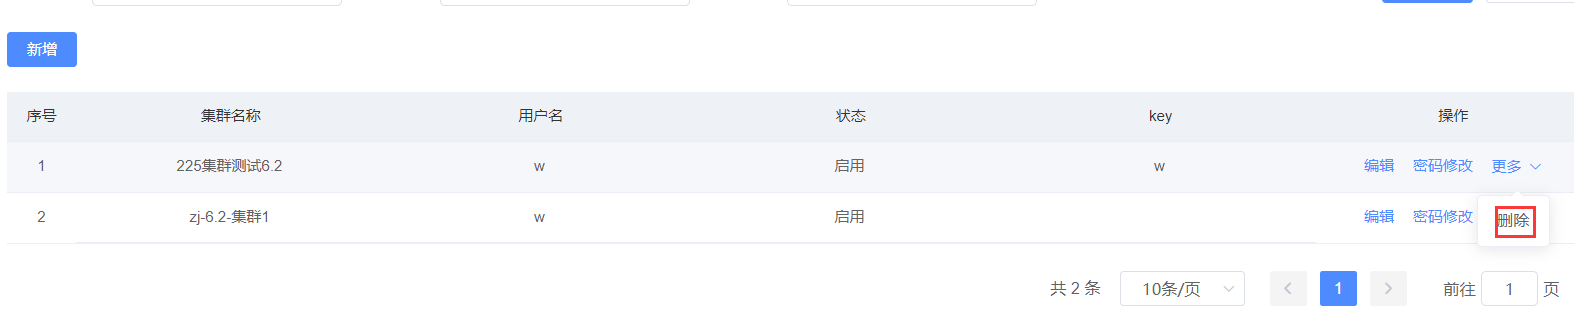 新增
序号 集群名称 用户名 状态 key 操作
1 225集群测试6.2 w 启用 w 编辑 密码修改 更多
2 zj-6.2-集群1 w 启用 编辑 密码修改
删除
共 2 条 10条/页 1 前往 1 页